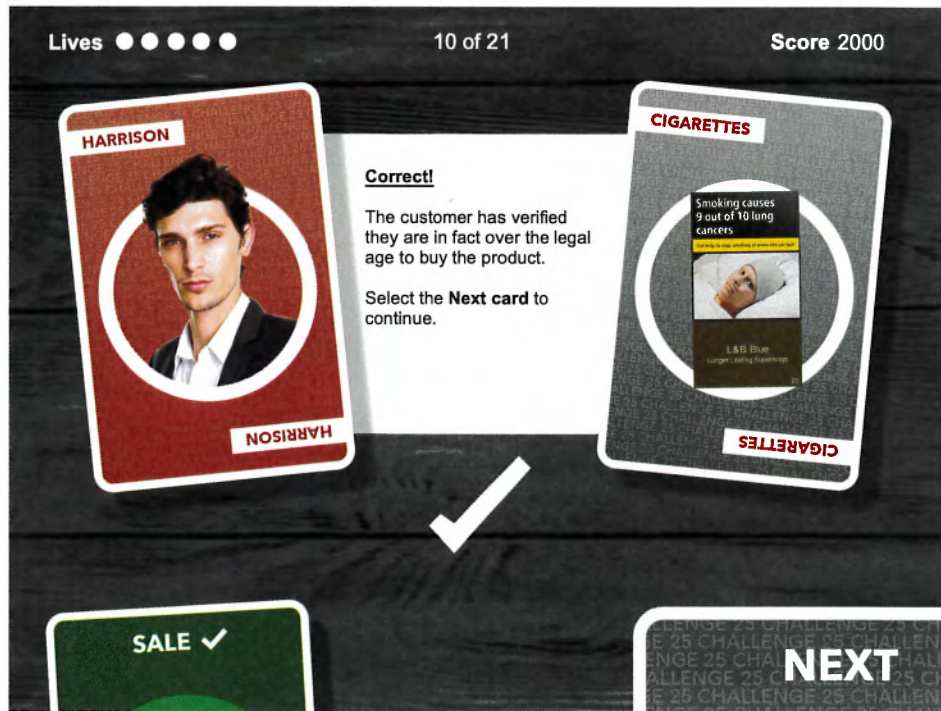 Lives
10 of 21
Score 2000
HARRISON
CIGARETTES
Correct!
The customer has verified
they are in fact over the legal
age to buy the product.
Select the Next card to
continue.
Smoking causes
9 out of 10 lung
cancers
L&B Blue
HARRISON
CIGARETTES
SALE
NEXT
CHALLENGE 25